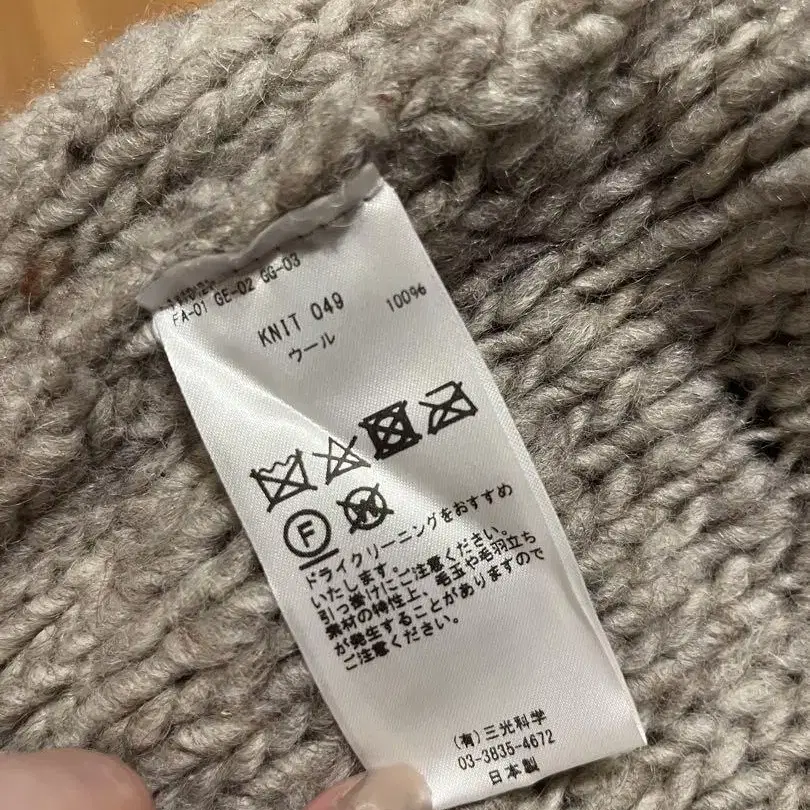 FA-01 GE-02 GG-03
KNIT 049
ウール 100%
F
W
ドライクリーニングをおすすめ
いたします。
引っ掛けにご注意ください。
素材の特性上、毛玉や毛羽立ち
が発生することがありますので
ご注意ください。
(有)三光科学
03-3835-4672
日本製